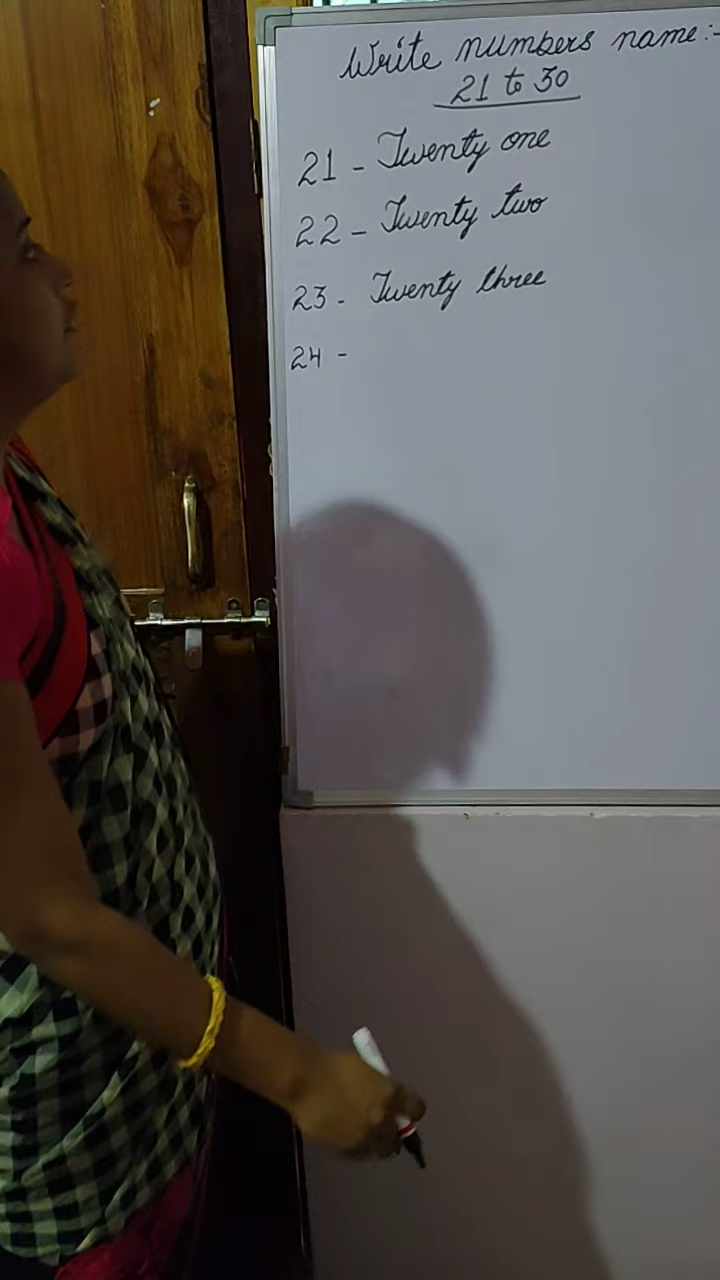 Write numbers name:-
21 to 30
21 - Twenty one
22 - Twenty two
23 - Twenty three
24 -